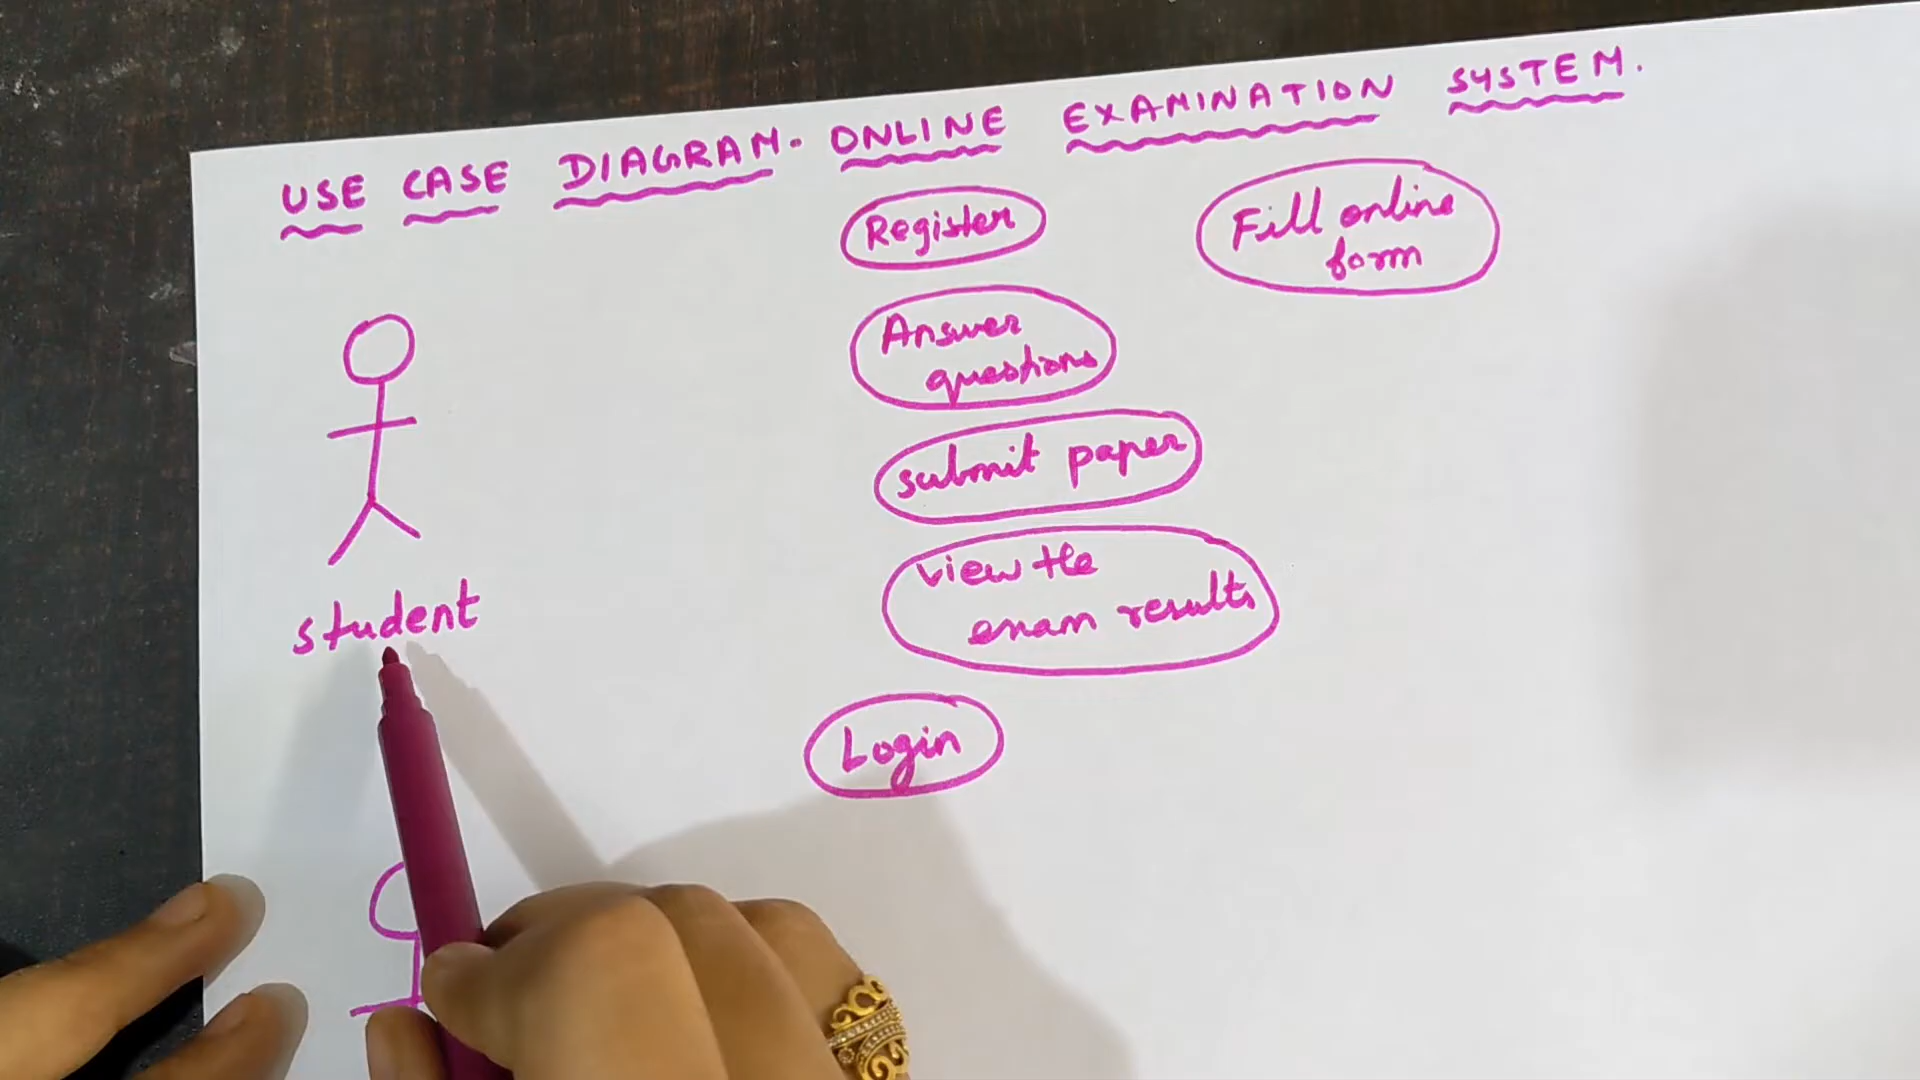 USE CASE DIAGRAM. ONLINE EXAMINATION SYSTEM.
Register
Fill online
form
Answer
questions
submit paper
view the
exam results
student
Login